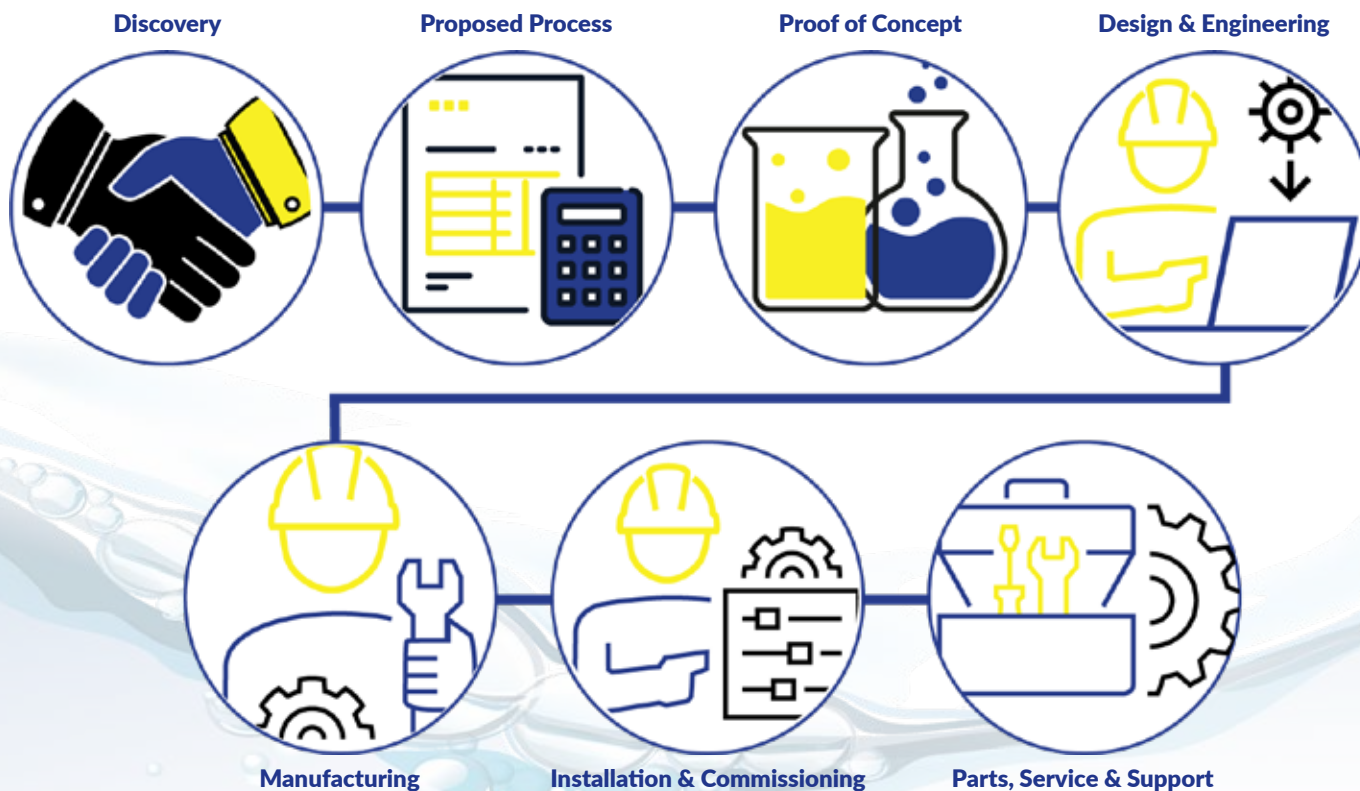 Discovery
Proposed Process
Proof of Concept
Design & Engineering
Manufacturing
Installation & Commissioning
Parts, Service & Support